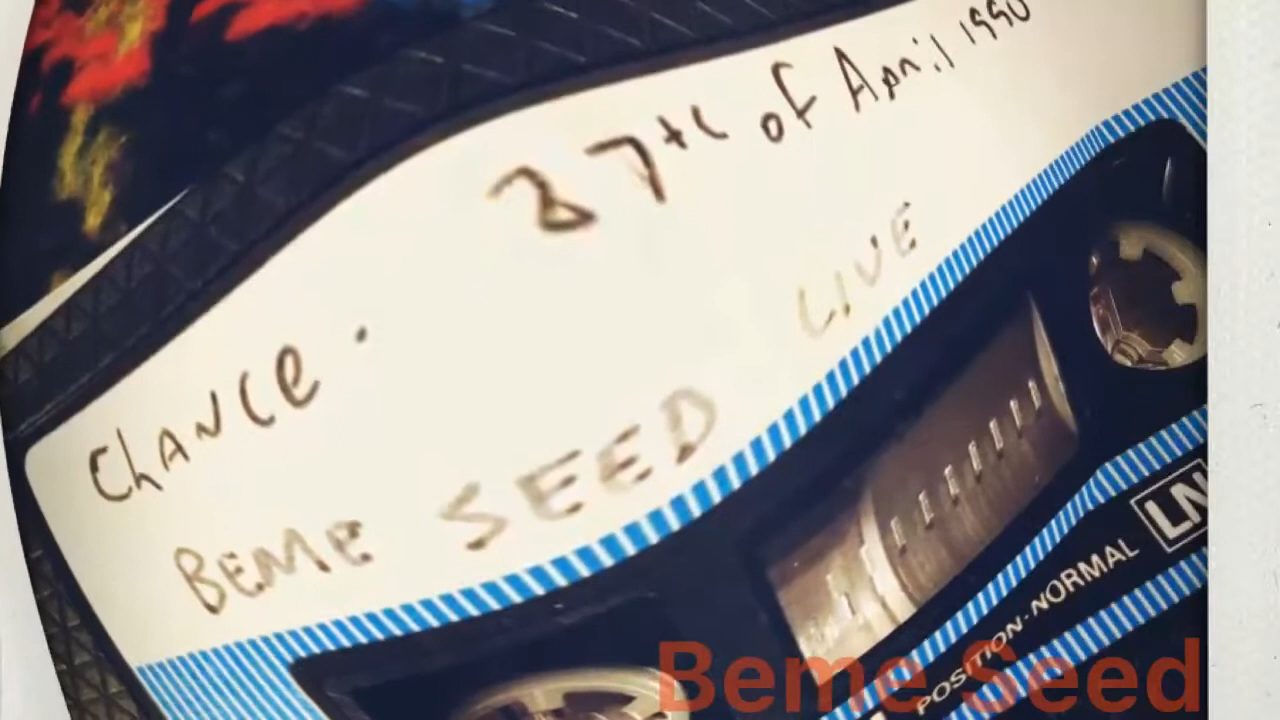 27th of April 1990
LIVE
Chance.
BEME SEED
LN
POSITION·NORMAL
Beme Seed